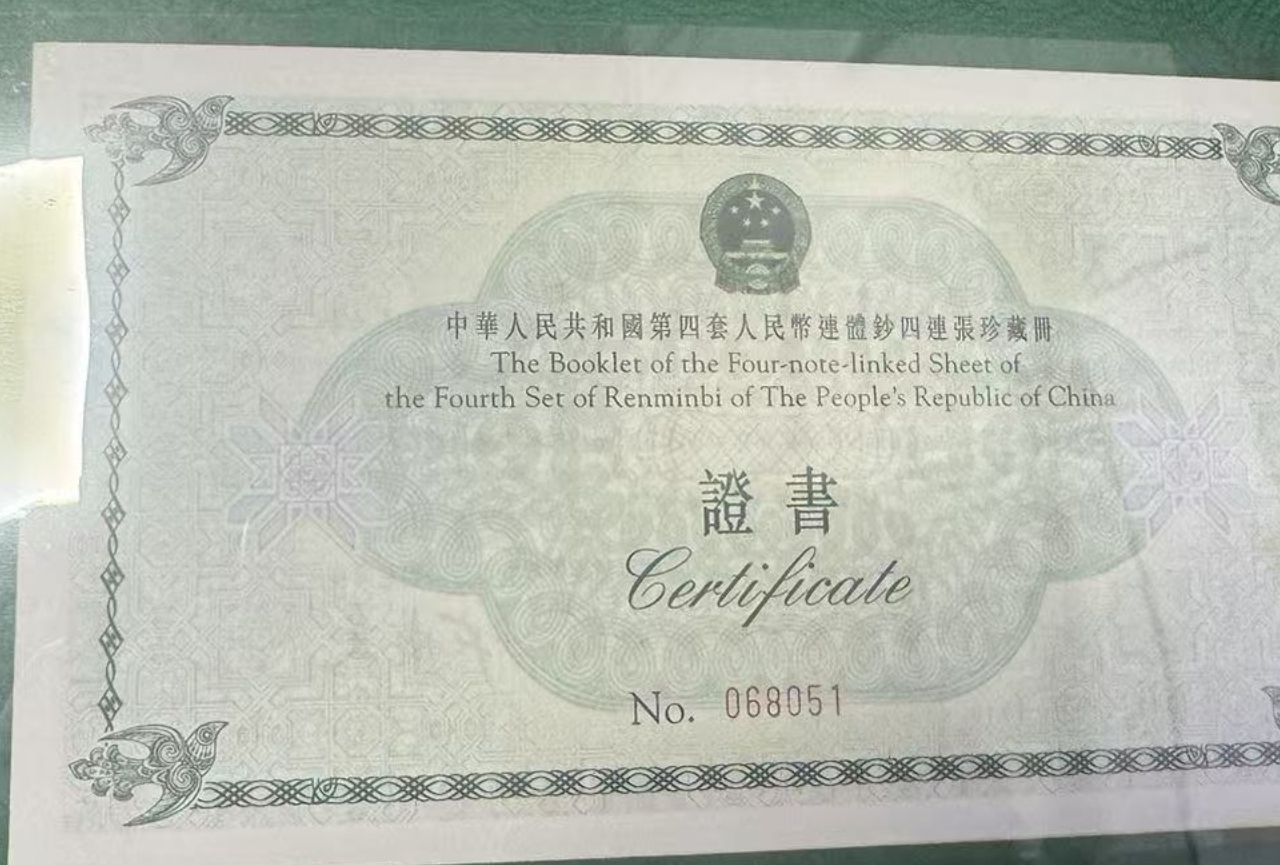 中華人民共和國第四套人民幣連體鈔四連張珍藏冊
The Booklet of the Four-note-linked Sheet of
the Fourth Set of Renminbi of The People's Republic of China
證書
Certificate
No. 068051